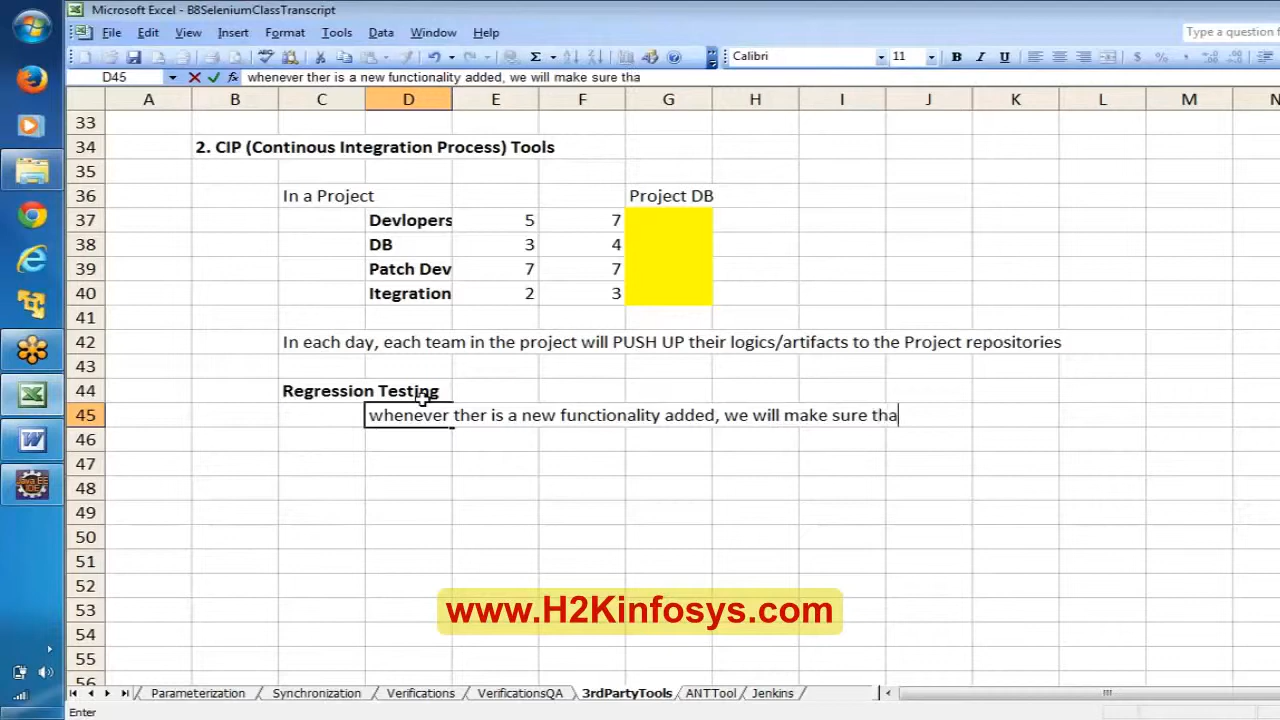 Microsoft Excel - B8SeleniumClassTranscript
File Edit View Insert Format Tools Data Window Help
Type a question f
Calibri 11 B I U $ %
D45 fx whenever ther is a new functionality added, we will make sure tha
A B C D E F G H I J K L M N
33
34 2. CIP (Continous Integration Process) Tools
35
36 In a Project Project DB
37 Devlopers 5 7
38 DB 3 4
39 Patch Dev 7 7
40 Itegration 2 3
41
42 In each day, each team in the project will PUSH UP their logics/artifacts to the Project repositories
43
44 Regression Testing
45 whenever ther is a new functionality added, we will make sure tha
46
47
48
49
50
51
52
53
54
55
56
www.H2Kinfosys.com
Parameterization Synchronization Verifications VerificationsQA 3rdPartyTools ANTTool Jenkins
Enter